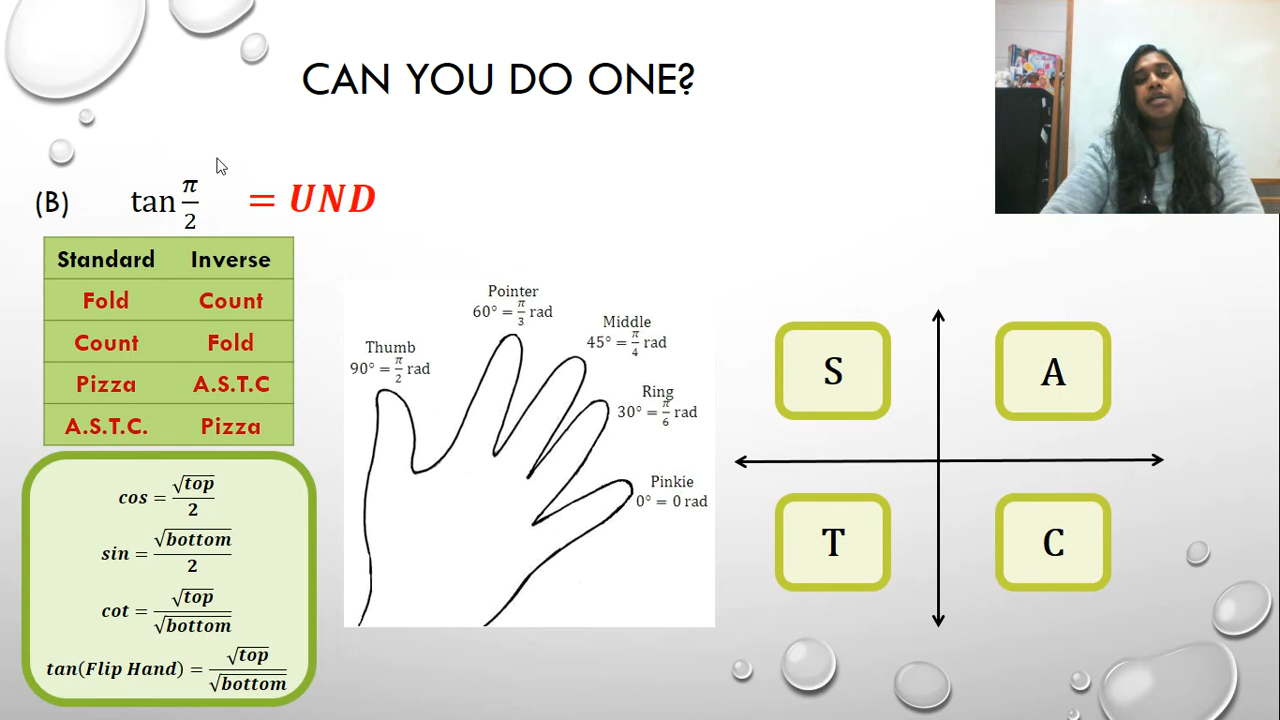 CAN YOU DO ONE?
(B) tan π/2 = UND
Standard Inverse
Fold Count
Count Fold
Pizza A.S.T.C
A.S.T.C. Pizza
cos = √top/2
sin = √bottom/2
cot = √top/√bottom
tan(Flip Hand) = √top/√bottom
Thumb
90° = π/2 rad
Pointer
60° = π/3 rad
Middle
45° = π/4 rad
Ring
30° = π/6 rad
Pinkie
0° = 0 rad
S A
T C